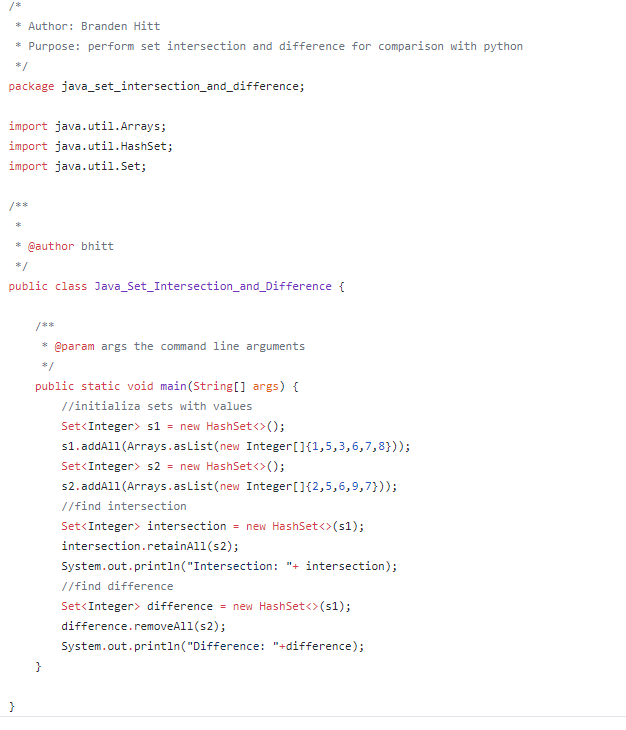 /*
 * Author: Branden Hitt
 * Purpose: perform set intersection and difference for comparison with python
 */
package java_set_intersection_and_difference;

import java.util.Arrays;
import java.util.HashSet;
import java.util.Set;

/**
 *
 * @author bhitt
 */
public class Java_Set_Intersection_and_Difference {

    /**
     * @param args the command line arguments
     */
    public static void main(String[] args) {
        //initializa sets with values
        Set<Integer> s1 = new HashSet<>();
        s1.addAll(Arrays.asList(new Integer[]{1,5,3,6,7,8}));
        Set<Integer> s2 = new HashSet<>();
        s2.addAll(Arrays.asList(new Integer[]{2,5,6,9,7}));
        //find intersection
        Set<Integer> intersection = new HashSet<>(s1);
        intersection.retainAll(s2);
        System.out.println("Intersection: "+ intersection);
        //find difference
        Set<Integer> difference = new HashSet<>(s1);
        difference.removeAll(s2);
        System.out.println("Difference: "+difference);
    }

}